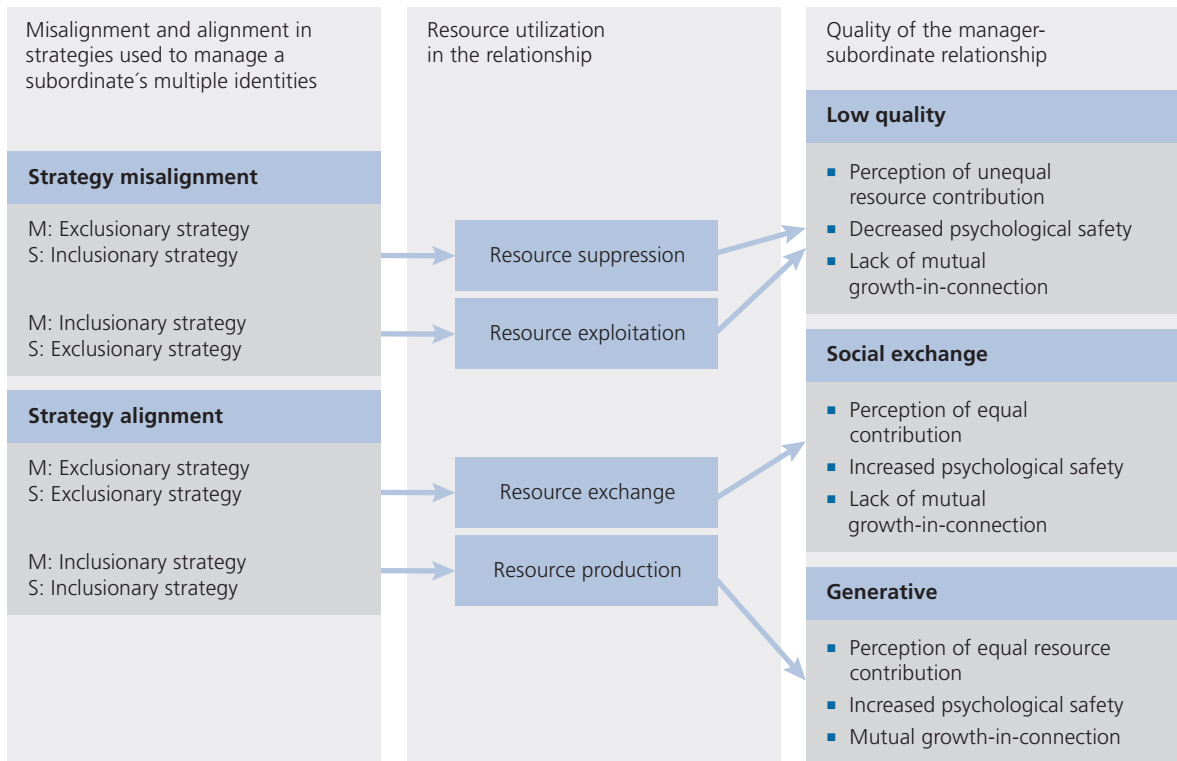 Misalignment and alignment in
strategies used to manage a
subordinate´s multiple identities
Strategy misalignment
M: Exclusionary strategy
S: Inclusionary strategy
M: Inclusionary strategy
S: Exclusionary strategy
Strategy alignment
M: Exclusionary strategy
S: Exclusionary strategy
M: Inclusionary strategy
S: Inclusionary strategy
Resource utilization
in the relationship
Resource suppression
Resource exploitation
Resource exchange
Resource production
Quality of the manager-
subordinate relationship
Low quality
▪ Perception of unequal
resource contribution
▪ Decreased psychological safety
▪ Lack of mutual
growth-in-connection
Social exchange
▪ Perception of equal
contribution
▪ Increased psychological safety
▪ Lack of mutual
growth-in-connection
Generative
▪ Perception of equal resource
contribution
▪ Increased psychological safety
▪ Mutual growth-in-connection